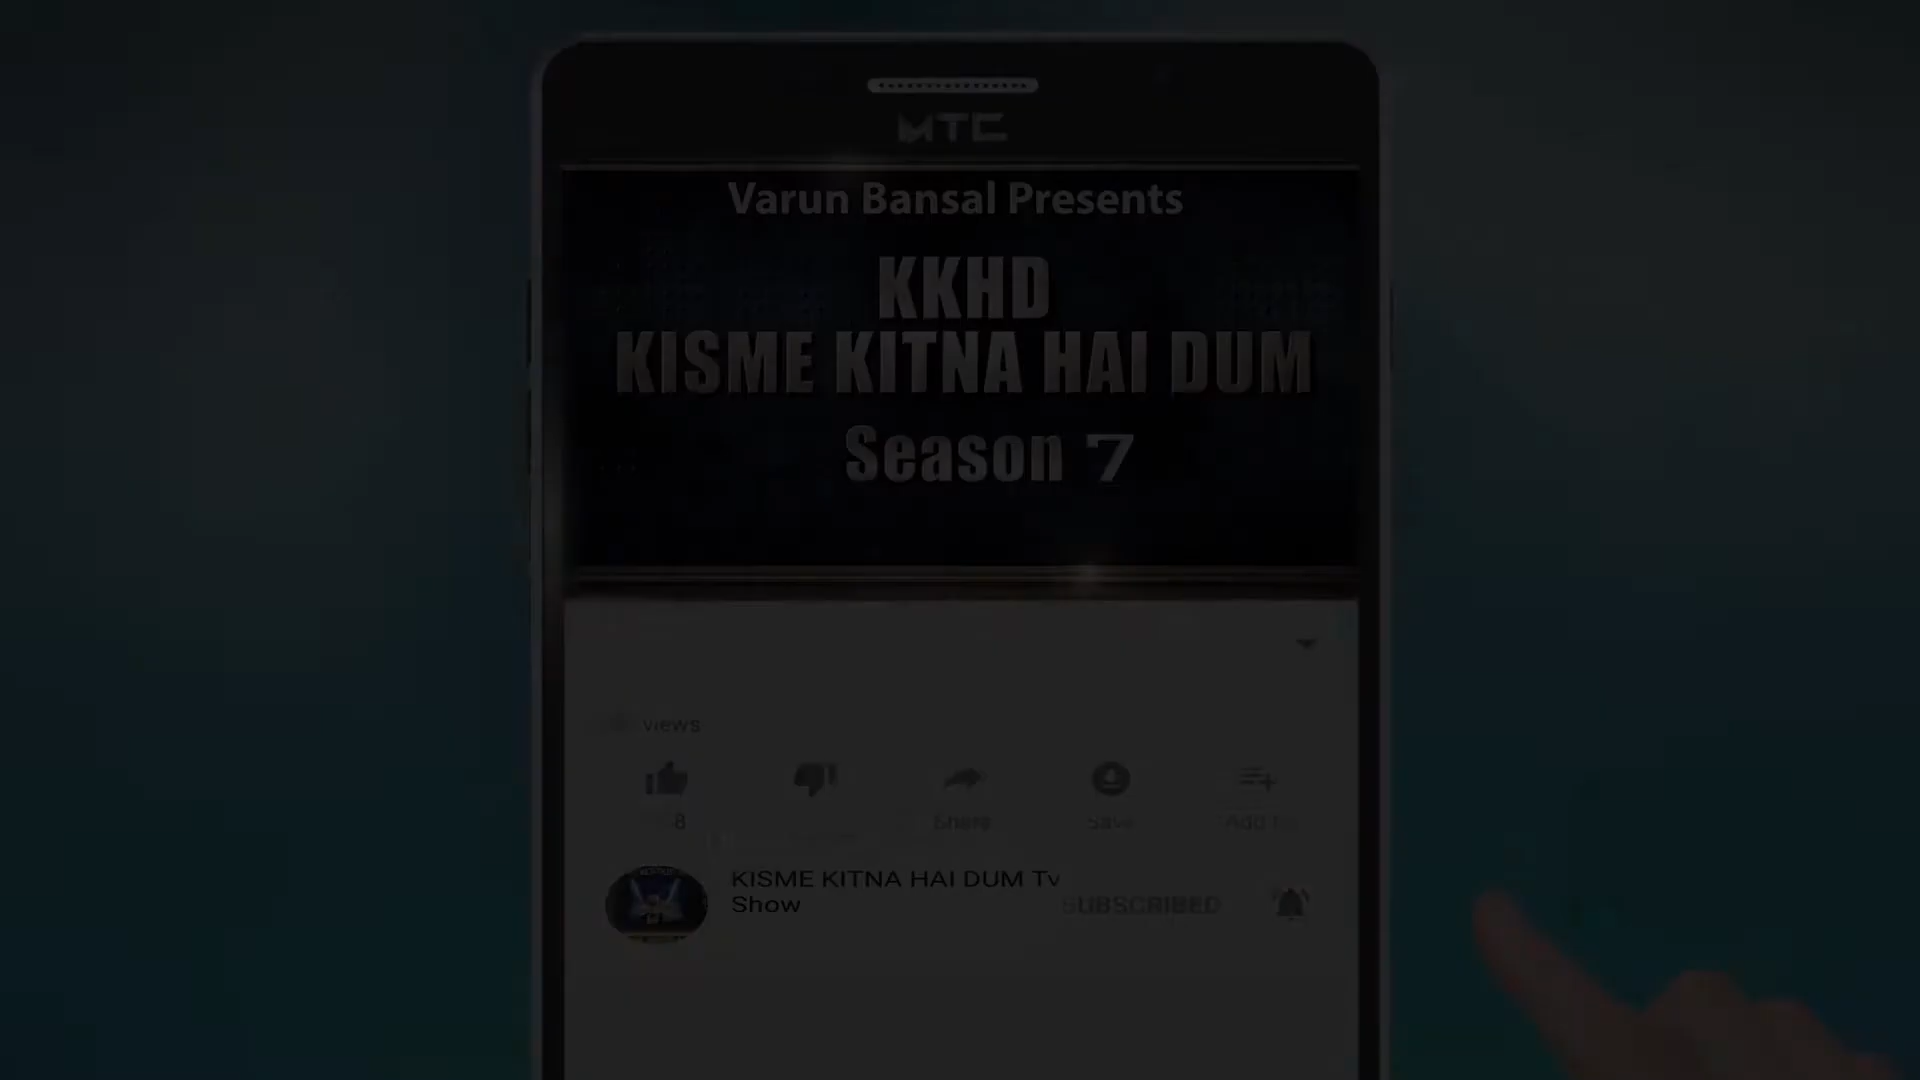 MTC
Varun Bansal Presents
KKHD
KISME KITNA HAI DUM
Season 7
views
8
Share
Save
Add
KISME KITNA HAI DUM Tv
Show
SUBSCRIBED